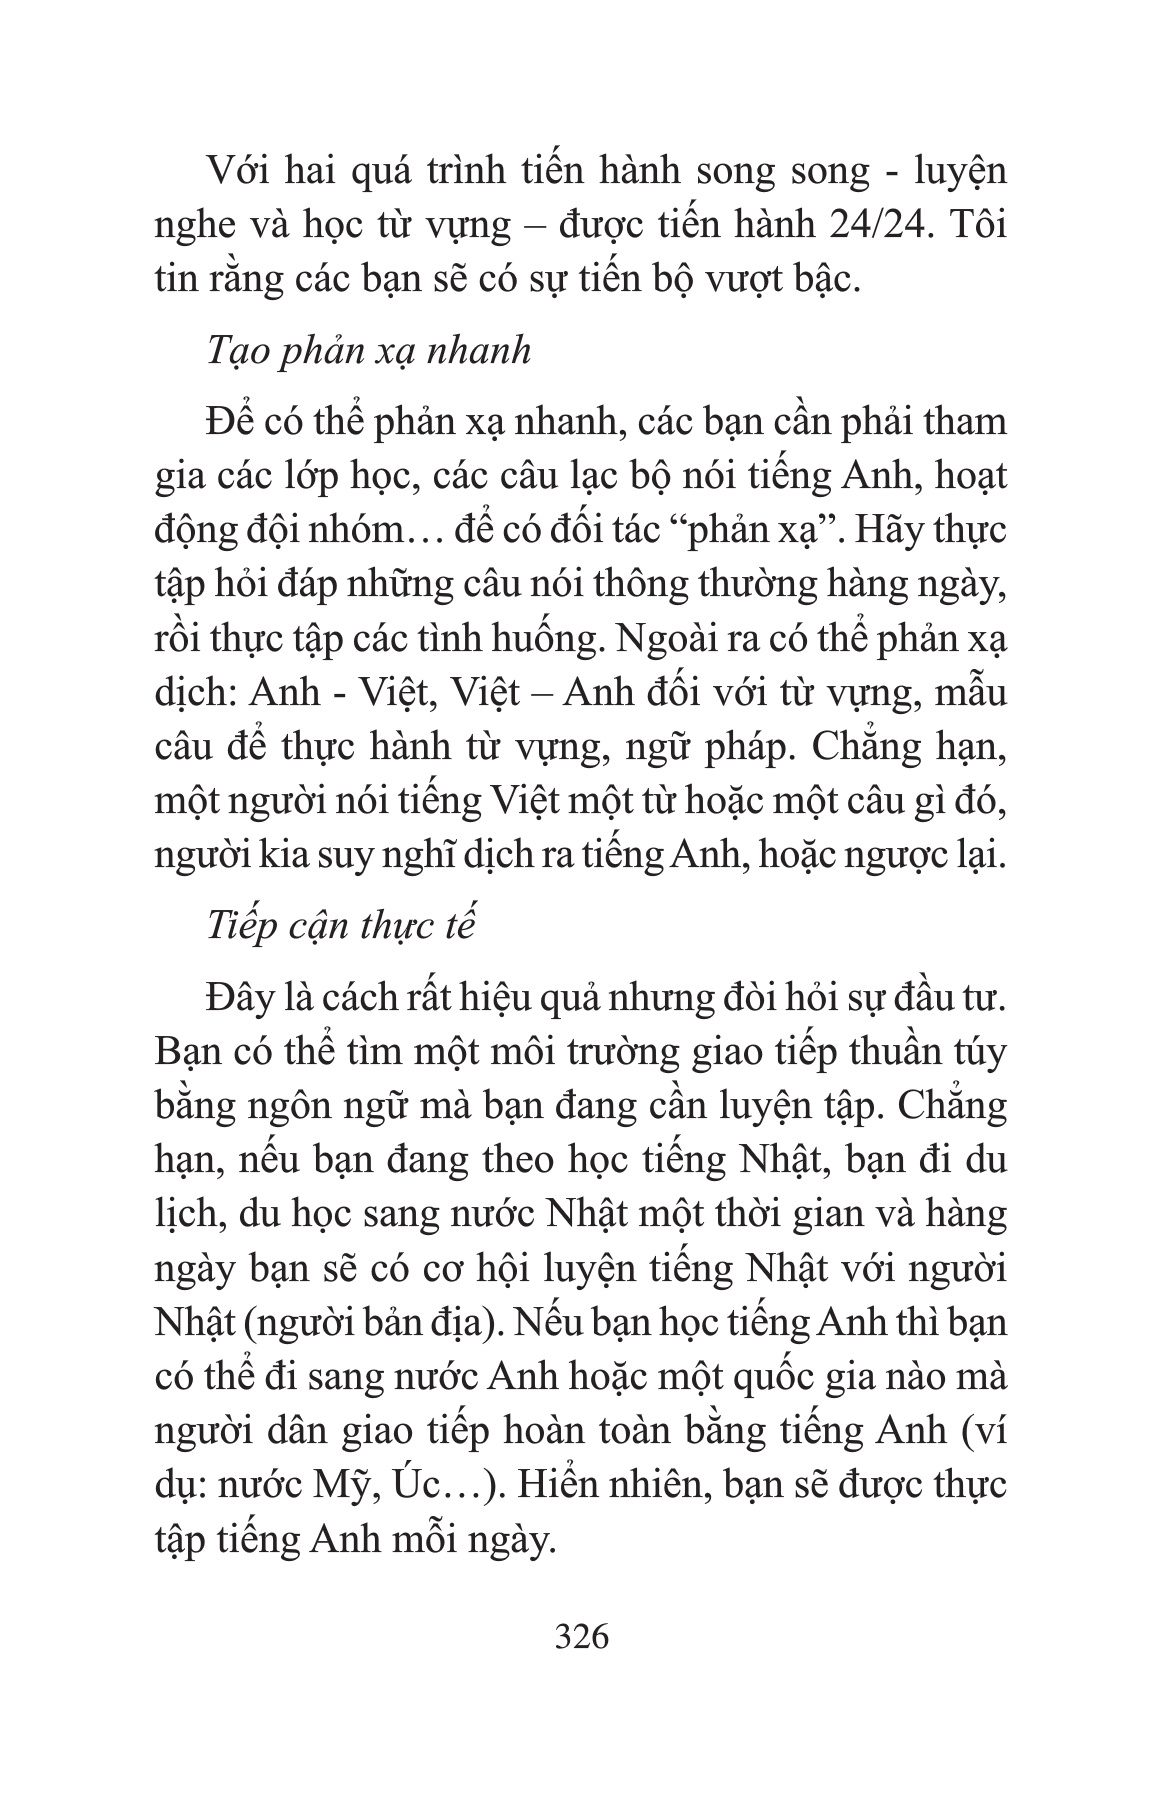 Với hai quá trình tiến hành song song - luyện
nghe và học từ vựng – được tiến hành 24/24. Tôi
tin rằng các bạn sẽ có sự tiến bộ vượt bậc.
Tạo phản xạ nhanh
Để có thể phản xạ nhanh, các bạn cần phải tham
gia các lớp học, các câu lạc bộ nói tiếng Anh, hoạt
động đội nhóm… để có đối tác “phản xạ”. Hãy thực
tập hỏi đáp những câu nói thông thường hàng ngày,
rồi thực tập các tình huống. Ngoài ra có thể phản xạ
dịch: Anh - Việt, Việt – Anh đối với từ vựng, mẫu
câu để thực hành từ vựng, ngữ pháp. Chẳng hạn,
một người nói tiếng Việt một từ hoặc một câu gì đó,
người kia suy nghĩ dịch ra tiếng Anh, hoặc ngược lại.
Tiếp cận thực tế
Đây là cách rất hiệu quả nhưng đòi hỏi sự đầu tư.
Bạn có thể tìm một môi trường giao tiếp thuần túy
bằng ngôn ngữ mà bạn đang cần luyện tập. Chẳng
hạn, nếu bạn đang theo học tiếng Nhật, bạn đi du
lịch, du học sang nước Nhật một thời gian và hàng
ngày bạn sẽ có cơ hội luyện tiếng Nhật với người
Nhật (người bản địa). Nếu bạn học tiếng Anh thì bạn
có thể đi sang nước Anh hoặc một quốc gia nào mà
người dân giao tiếp hoàn toàn bằng tiếng Anh (ví
dụ: nước Mỹ, Úc…). Hiển nhiên, bạn sẽ được thực
tập tiếng Anh mỗi ngày.
326